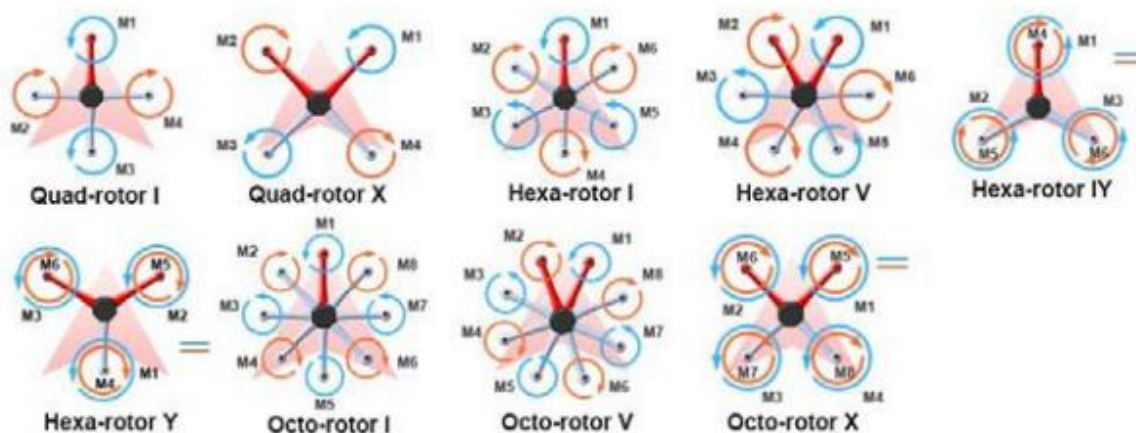 M1
M2
M4
M3
Quad-rotor I
M2
M1
M3
M4
Quad-rotor X
M1
M2
M6
M3
M5
M4
Hexa-rotor I
M2
M1
M3
M6
M4
M5
Hexa-rotor V
M4
M1
M2
M3
M5
M6
Hexa-rotor IY
M6
M5
M3
M2
M4
M1
Hexa-rotor Y
M1
M2
M8
M3
M7
M4
M6
M5
Octo-rotor I
M2
M1
M3
M8
M4
M7
M5
M6
Octo-rotor V
M6
M5
M2
M1
M7
M8
M3
M4
Octo-rotor X